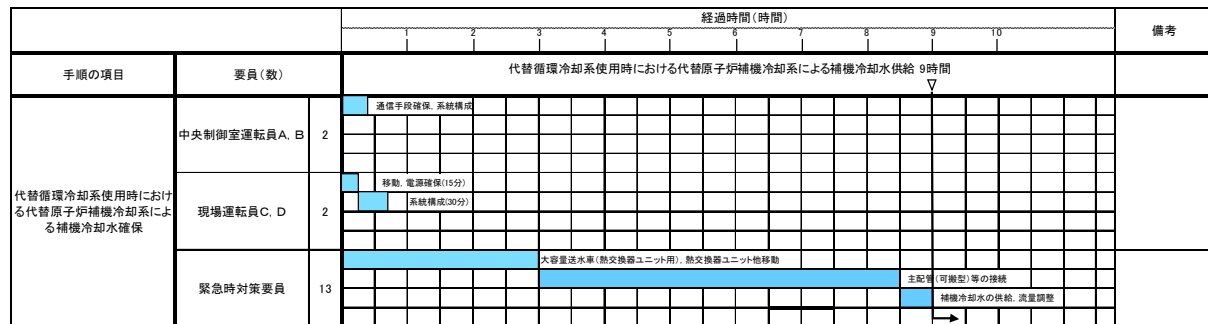 経過時間(時間)
備考
1 2 3 4 5 6 7 8 9 10
手順の項目
要員(数)
代替循環冷却系使用時における代替原子炉補機冷却系による補機冷却水供給 9時間
代替循環冷却系使用時におけ
る代替原子炉補機冷却系によ
る補機冷却水確保
中央制御室運転員A, B
2
通信手段確保, 系統構成
現場運転員C, D
2
移動, 電源確保(15分)
系統構成(30分)
緊急時対策要員
13
大容量送水車(熱交換器ユニット用), 熱交換器ユニット他移動
主配管(可搬型)等の接続
補機冷却水の供給, 流量調整